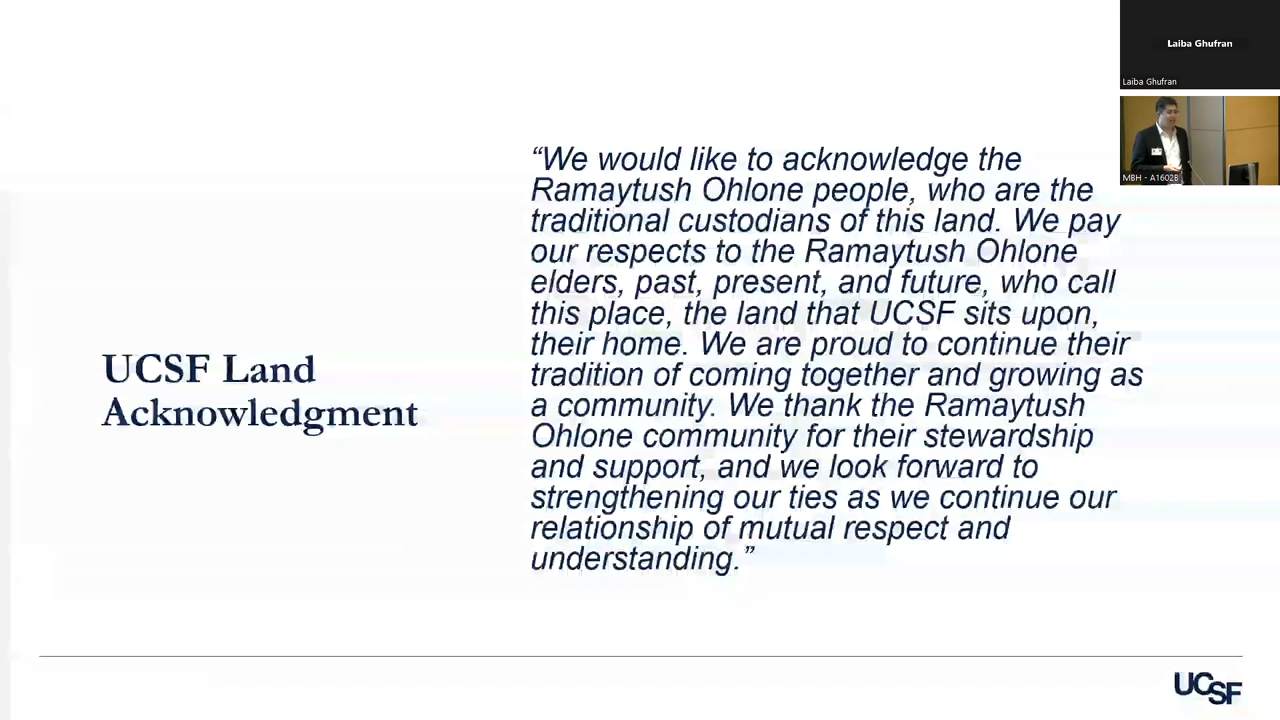 Laiba Ghufran
Laiba Ghufran
MBH - A1602B
“We would like to acknowledge the
Ramaytush Ohlone people, who are the
traditional custodians of this land. We pay
our respects to the Ramaytush Ohlone
elders, past, present, and future, who call
this place, the land that UCSF sits upon,
their home. We are proud to continue their
tradition of coming together and growing as
a community. We thank the Ramaytush
Ohlone community for their stewardship
and support, and we look forward to
strengthening our ties as we continue our
relationship of mutual respect and
understanding.”
UCSF Land
Acknowledgment
UCSF